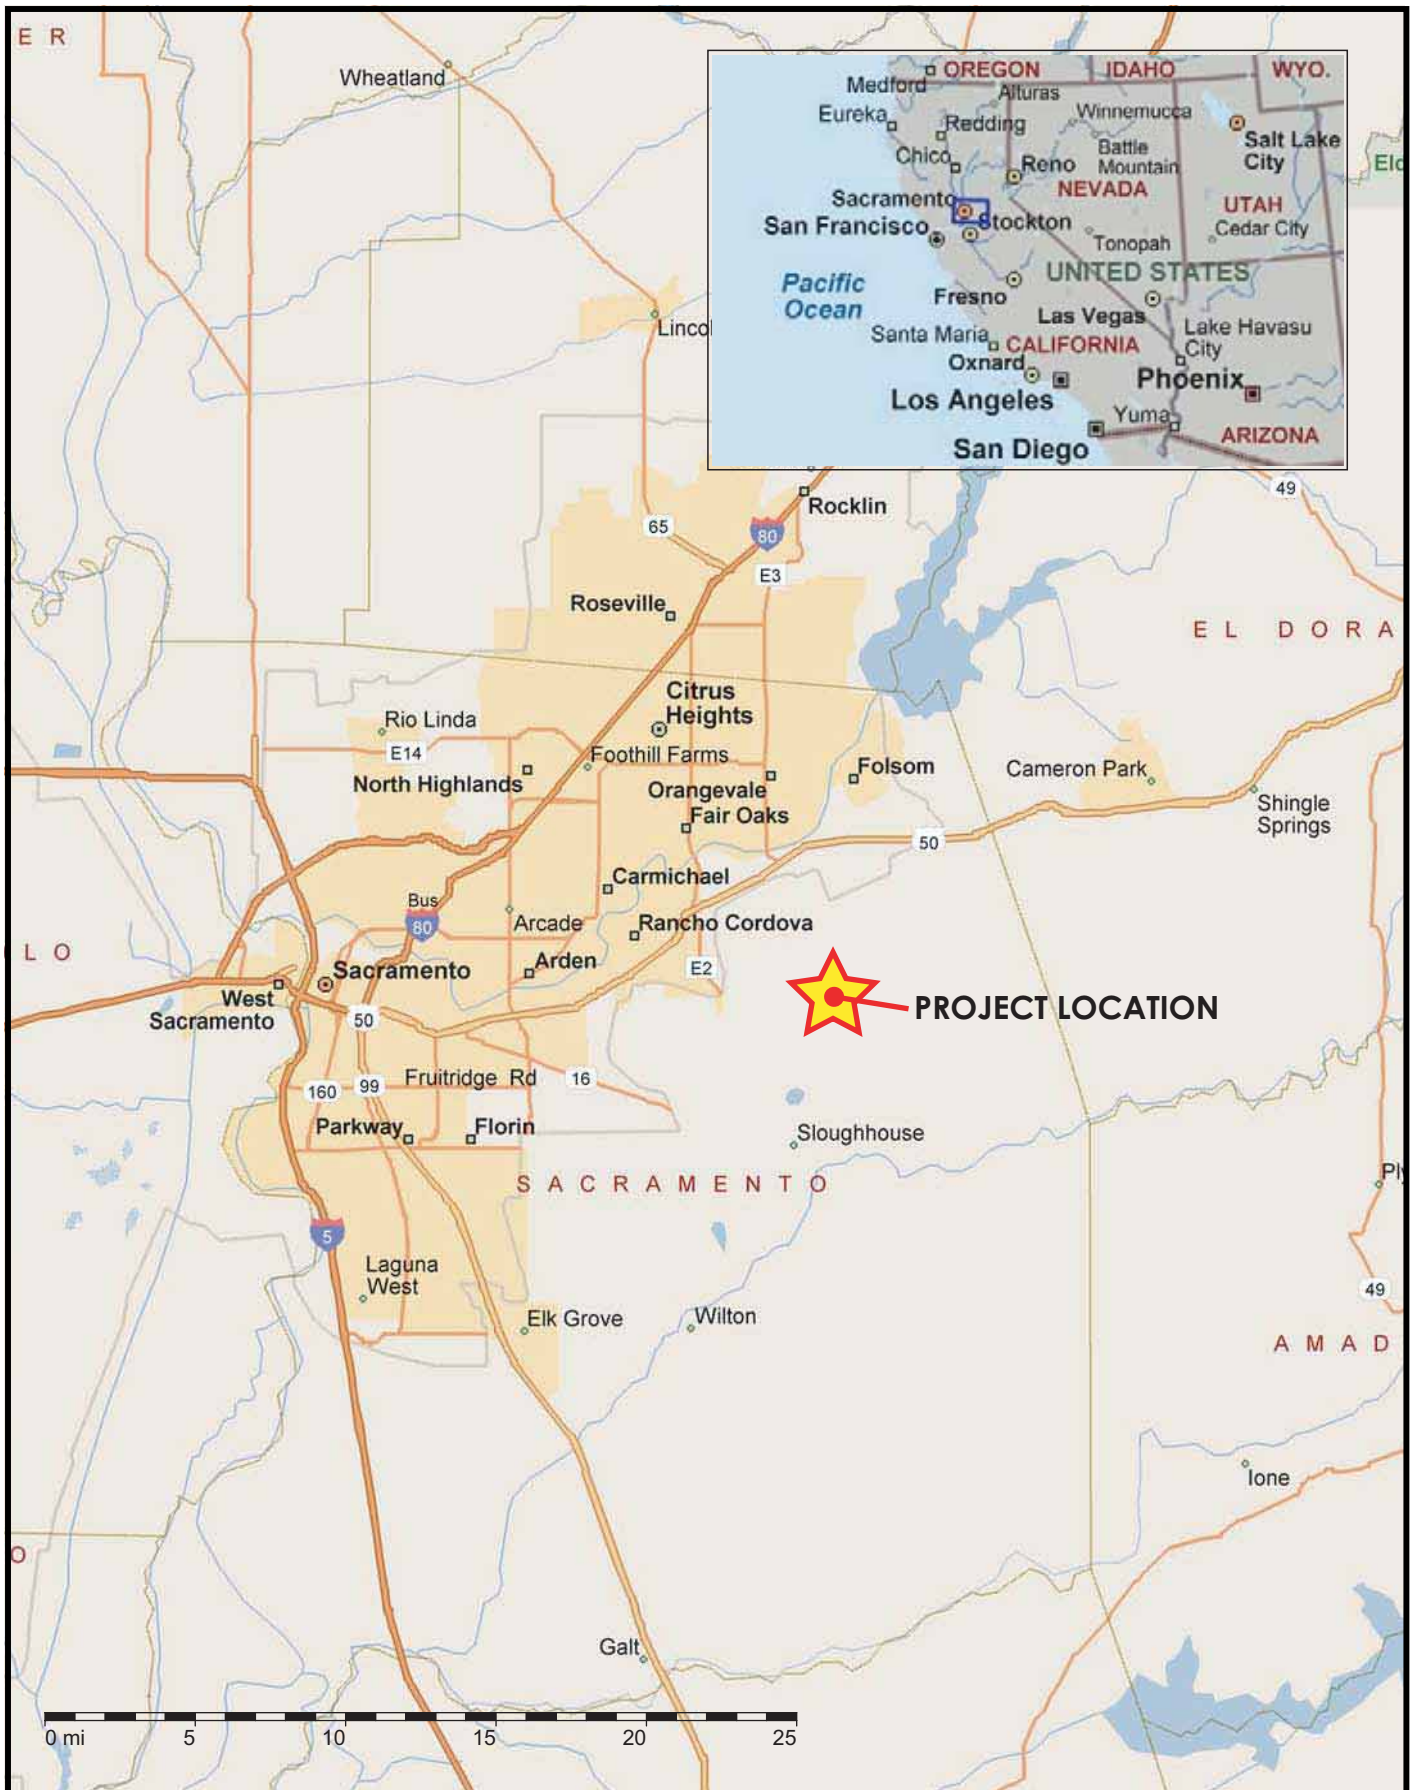 E R
Wheatland
Medford
OREGON
IDAHO
WYO.
Alturas
Eureka
Redding
Winnemucca
Chico
Battle
Mountain
Salt Lake
City
Reno
NEVADA
Sacramento
UTAH
San Francisco
Stockton
Cedar City
Tonopah
Pacific
Ocean
UNITED STATES
Fresno
Las Vegas
Santa Maria
CALIFORNIA
Lake Havasu
City
Oxnard
Phoenix
Los Angeles
Yuma
San Diego
ARIZONA
Eld
Lincol
49
Rocklin
65
80
E3
Roseville
E L D O R A
Citrus
Heights
Rio Linda
E14
Foothill Farms
North Highlands
Orangevale
Folsom
Cameron Park
Fair Oaks
Shingle
Springs
50
Carmichael
Bus
80
Arcade
Rancho Cordova
L O
Arden
E2
Sacramento
West
Sacramento
50
PROJECT LOCATION
160
99
Fruitridge Rd
16
Parkway
Florin
Sloughhouse
S A C R A M E N T O
Ply
5
Laguna
West
49
Elk Grove
Wilton
A M A D
Ione
O
Galt
0 mi
5
10
15
20
25